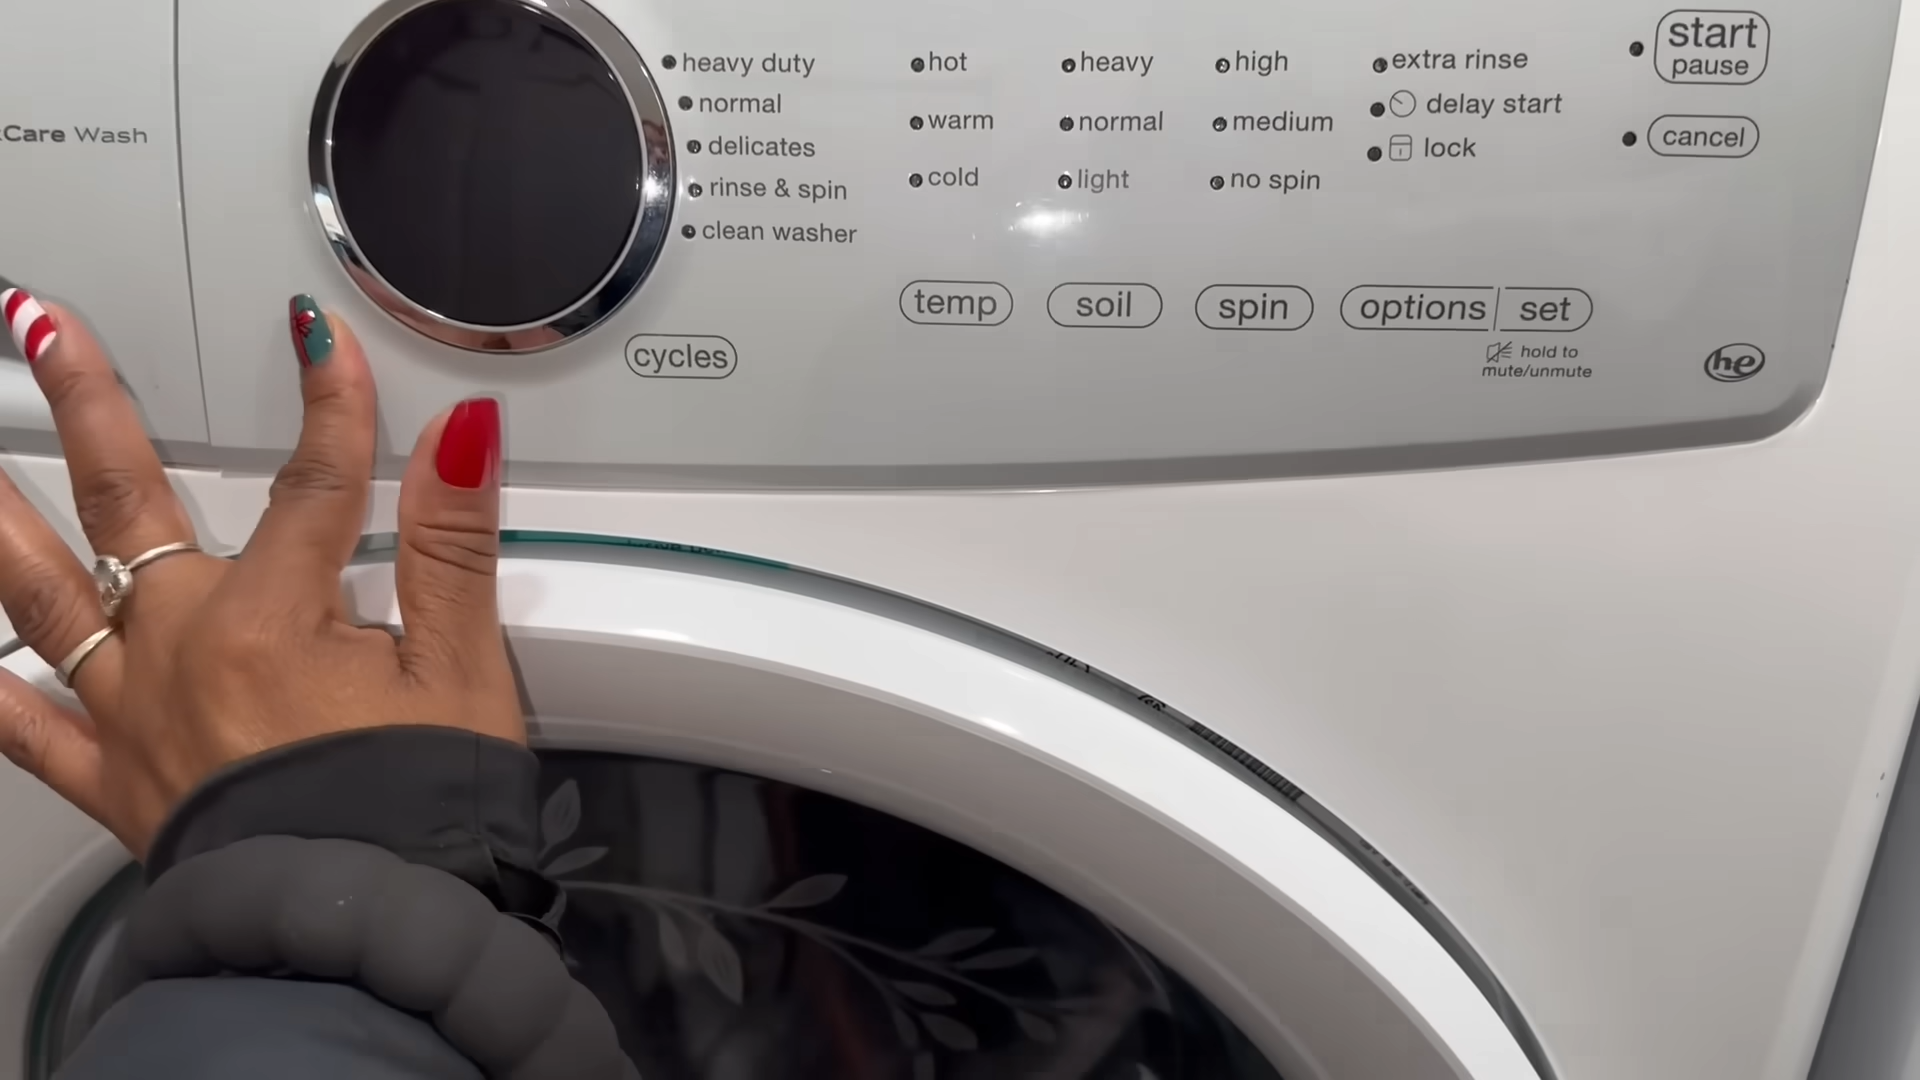 Care Wash
heavy duty
normal
delicates
rinse & spin
clean washer
cycles
hot
warm
cold
temp
heavy
normal
light
soil
high
medium
no spin
spin
extra rinse
delay start
lock
options set
hold to
mute/unmute
start
pause
cancel
he